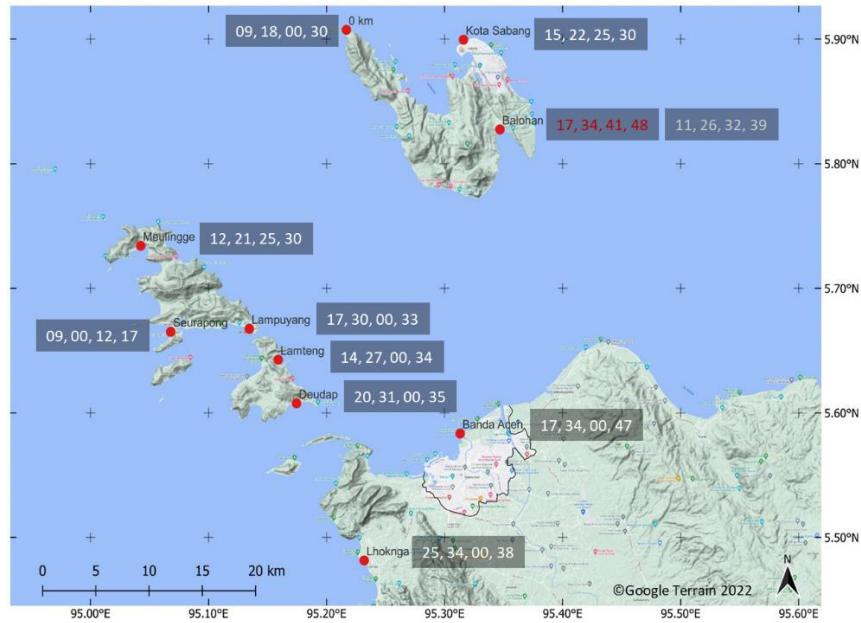 0 km
09, 18, 00, 30
Kota Sabang
15, 22, 25, 30
5.90°N
Balohan
17, 34, 41, 48
11, 26, 32, 39
5.80°N
Meulingge
12, 21, 25, 30
5.70°N
Lampuyang
17, 30, 00, 33
Seurapong
09, 00, 12, 17
Lamteng
14, 27, 00, 34
Deudap
20, 31, 00, 35
5.60°N
Banda Aceh
17, 34, 00, 47
5.50°N
Lhoknga
25, 34, 00, 38
0 5 10 15 20 km
N
©Google Terrain 2022
95.00°E 95.10°E 95.20°E 95.30°E 95.40°E 95.50°E 95.60°E